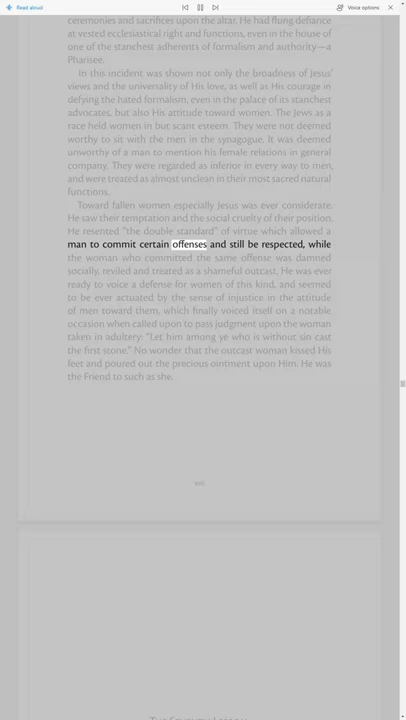 Read aloud
Voice options
ceremonies and sacrifices upon the altar. He had flung defiance
at vested ecclesiastical right and functions, even in the house of
one of the stanchest adherents of formalism and authority—a
Pharisee.
In this incident was shown not only the broadness of Jesus'
views and the universality of His love, as well as His courage in
defying the hated formalism, even in the palace of its stanchest
advocates, but also His attitude toward women. The Jews as a
race held women in but scant esteem. They were not deemed
worthy to sit with the men in the synagogue. It was deemed
unworthy of a man to mention his female relations in general
company. They were regarded as inferior in every way to men,
and were treated as almost unclean in their most sacred natural
functions.
Toward fallen women especially Jesus was ever considerate.
He saw their temptation and the social cruelty of their position.
He resented "the double standard" of virtue which allowed a
man to commit certain offenses and still be respected, while
the woman who committed the same offense was damned
socially, reviled and treated as a shameful outcast. He was ever
ready to voice a defense for women of this kind, and seemed
to be ever actuated by the sense of injustice in the attitude
of men toward them, which finally voiced itself on a notable
occasion when called upon to pass judgment upon the woman
taken in adultery: "Let him among ye who is without sin cast
the first stone." No wonder that the outcast woman kissed His
feet and poured out the precious ointment upon Him. He was
the Friend to such as she.